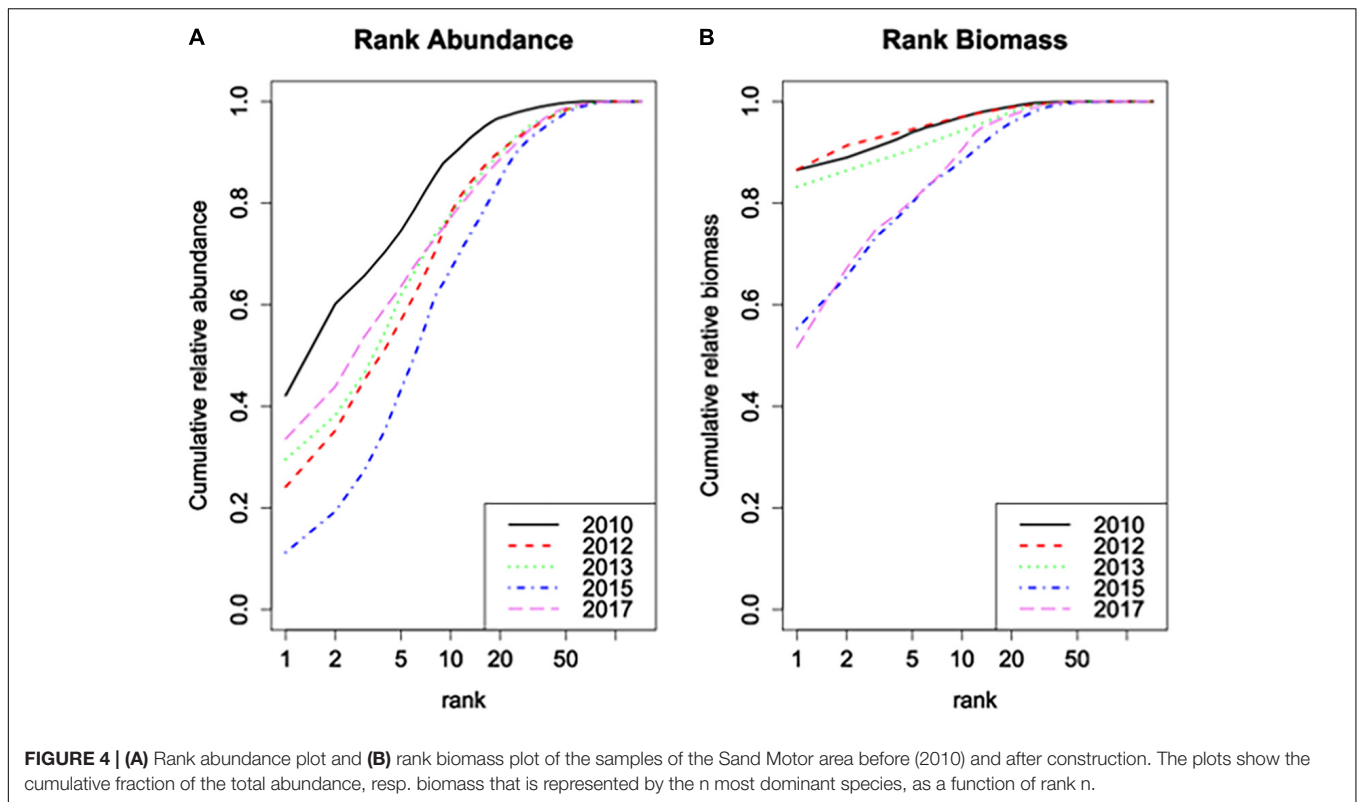 A
Rank Abundance
Cumulative relative abundance
1.0
0.8
0.6
0.4
0.2
0.0
1 2 5 10 20 50
rank
2010
2012
2013
2015
2017
B
Rank Biomass
Cumulative relative biomass
1.0
0.8
0.6
0.4
0.2
0.0
1 2 5 10 20 50
rank
2010
2012
2013
2015
2017
FIGURE 4 | (A) Rank abundance plot and (B) rank biomass plot of the samples of the Sand Motor area before (2010) and after construction. The plots show the
cumulative fraction of the total abundance, resp. biomass that is represented by the n most dominant species, as a function of rank n.